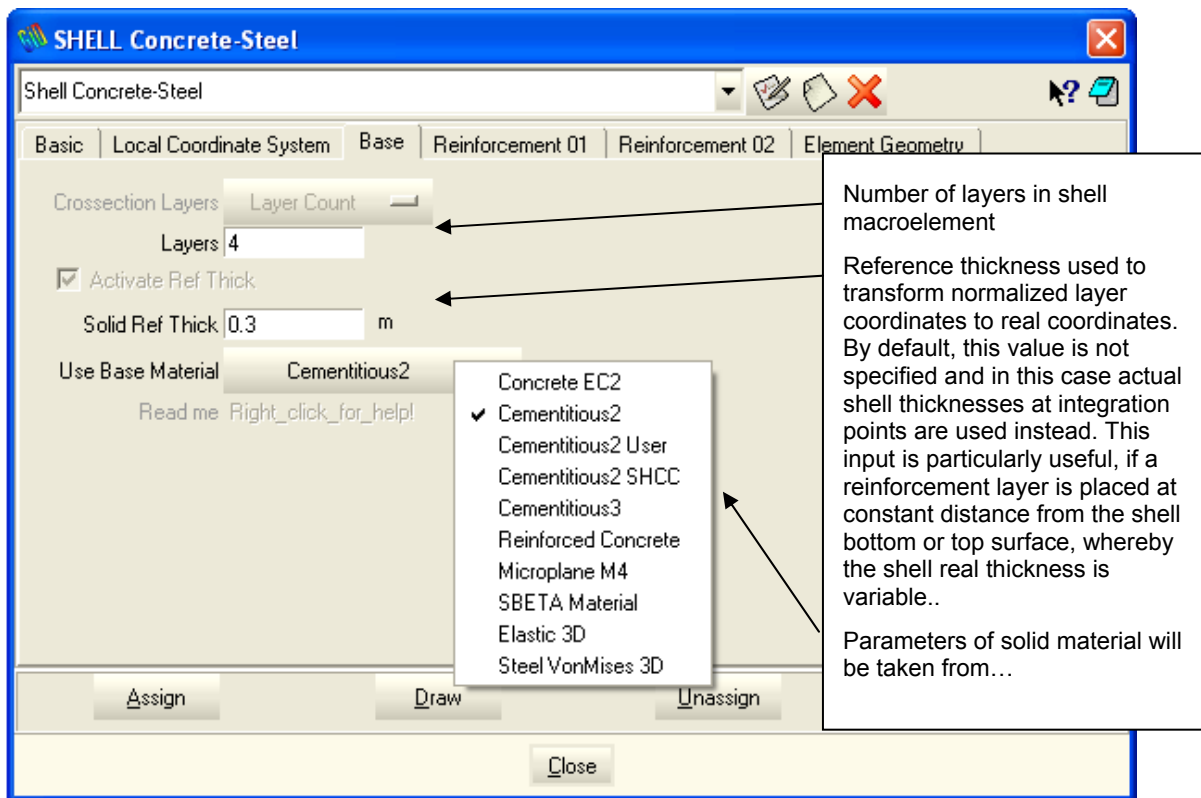 SHELL Concrete-Steel
Shell Concrete-Steel
Basic Local Coordinate System Base Reinforcement 01 Reinforcement 02 Element Geometry
Crossection Layers Layer Count
Layers 4
Activate Ref Thick
Solid Ref Thick 0.3 m
Use Base Material Cementitious2
Read me Right_click_for_help!
Concrete EC2
Cementitious2
Cementitious2 User
Cementitious2 SHCC
Cementitious3
Reinforced Concrete
Microplane M4
SBETA Material
Elastic 3D
Steel VonMises 3D
Number of layers in shell
macroelement
Reference thickness used to
transform normalized layer
coordinates to real coordinates.
By default, this value is not
specified and in this case actual
shell thicknesses at integration
points are used instead. This
input is particularly useful, if a
reinforcement layer is placed at
constant distance from the shell
bottom or top surface, whereby
the shell real thickness is
variable..
Parameters of solid material will
be taken from…
Assign Draw Unassign
Close